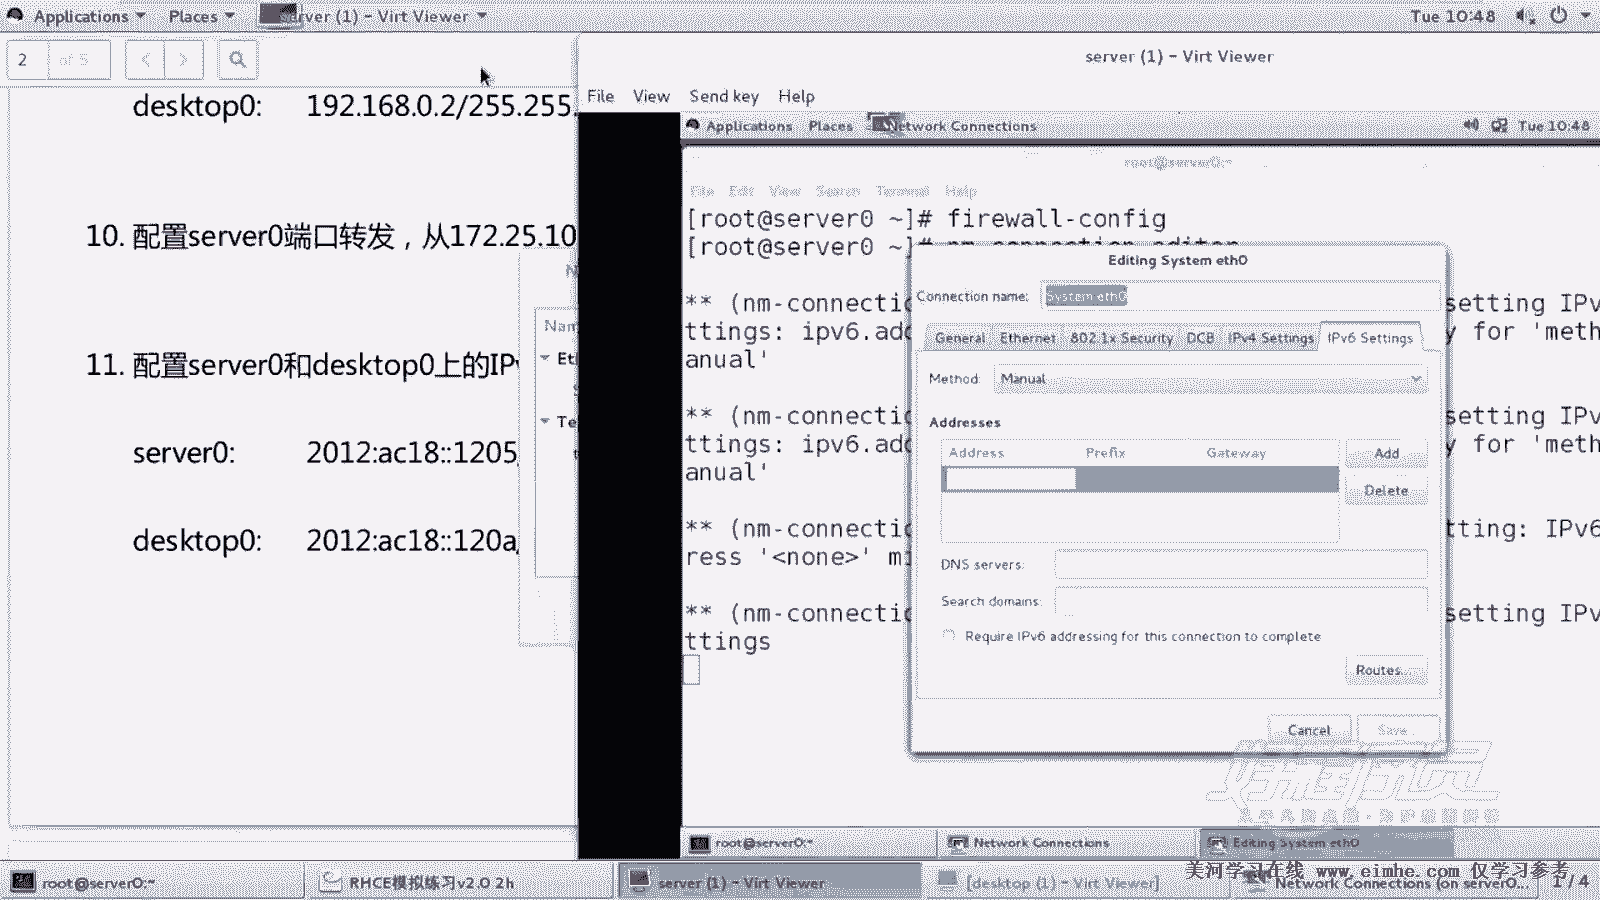 Applications Places server (1) – Virt Viewer Tue 10:48
2 of 5
desktop0: 192.168.0.2/255.255.
10. 配置server0端口转发，从172.25.10
11. 配置server0和desktop0上的IPv
server0: 2012:ac18::1205
desktop0: 2012:ac18::120a
Nam
Et
Te
server (1) – Virt Viewer
File View Send key Help
Applications Places Network Connections Tue 10:48
root@server0:~
File Edit View Search Terminal Help
[root@server0 ~]# firewall-config
[root@server0 ~]# nm-connection-editor
** (nm-connectio setting IPv
ttings: ipv6.add y for 'meth
anual'
** (nm-connectio setting IPv
ttings: ipv6.add y for 'meth
anual'
** (nm-connectio tting: IPv6
ress '<none>' mi
** (nm-connectio setting IPv
ttings
Editing System eth0
Connection name: System eth0
General Ethernet 802.1x Security DCB IPv4 Settings IPv6 Settings
Method: Manual
Addresses
Address Prefix Gateway
Add
Delete
DNS servers:
Search domains:
Require IPv6 addressing for this connection to complete
Routes...
Cancel Save...
root@server0:~ Network Connections Editing System eth0
root@server0:~ RHCE模拟练习v2.0 2h server (1) – Virt Viewer [desktop (1) – Virt Viewer] Network Connections (on server0... 1 / 4
美河学习在线 www.eimhe.com 仅学习参考